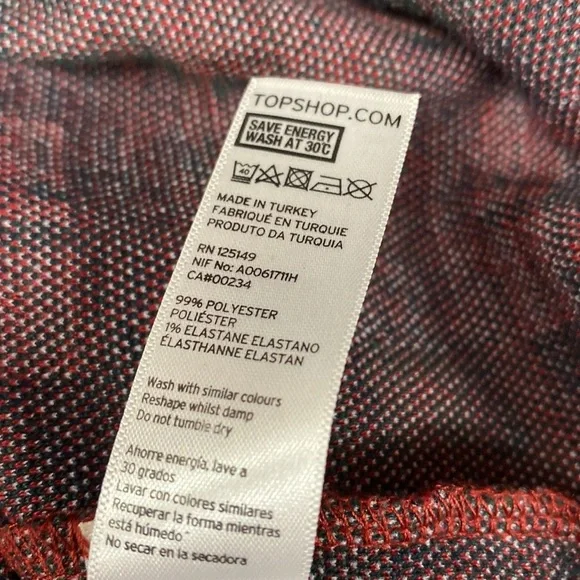 TOPSHOP.COM
SAVE ENERGY
WASH AT 30°C
40
MADE IN TURKEY
FABRIQUÉ EN TURQUIE
PRODUTO DA TURQUIA
RN 125149
NIF No: A0061711H
CA#00234
99% POLYESTER
POLIÉSTER
1% ELASTANE ELASTANO
ÉLASTHANNE ELASTAN
Wash with similar colours
Reshape whilst damp
Do not tumble dry
Ahorre energía, lave a
30 grados
Lavar con colores similares
Recuperar la forma mientras
está húmedo
No secar en la secadora